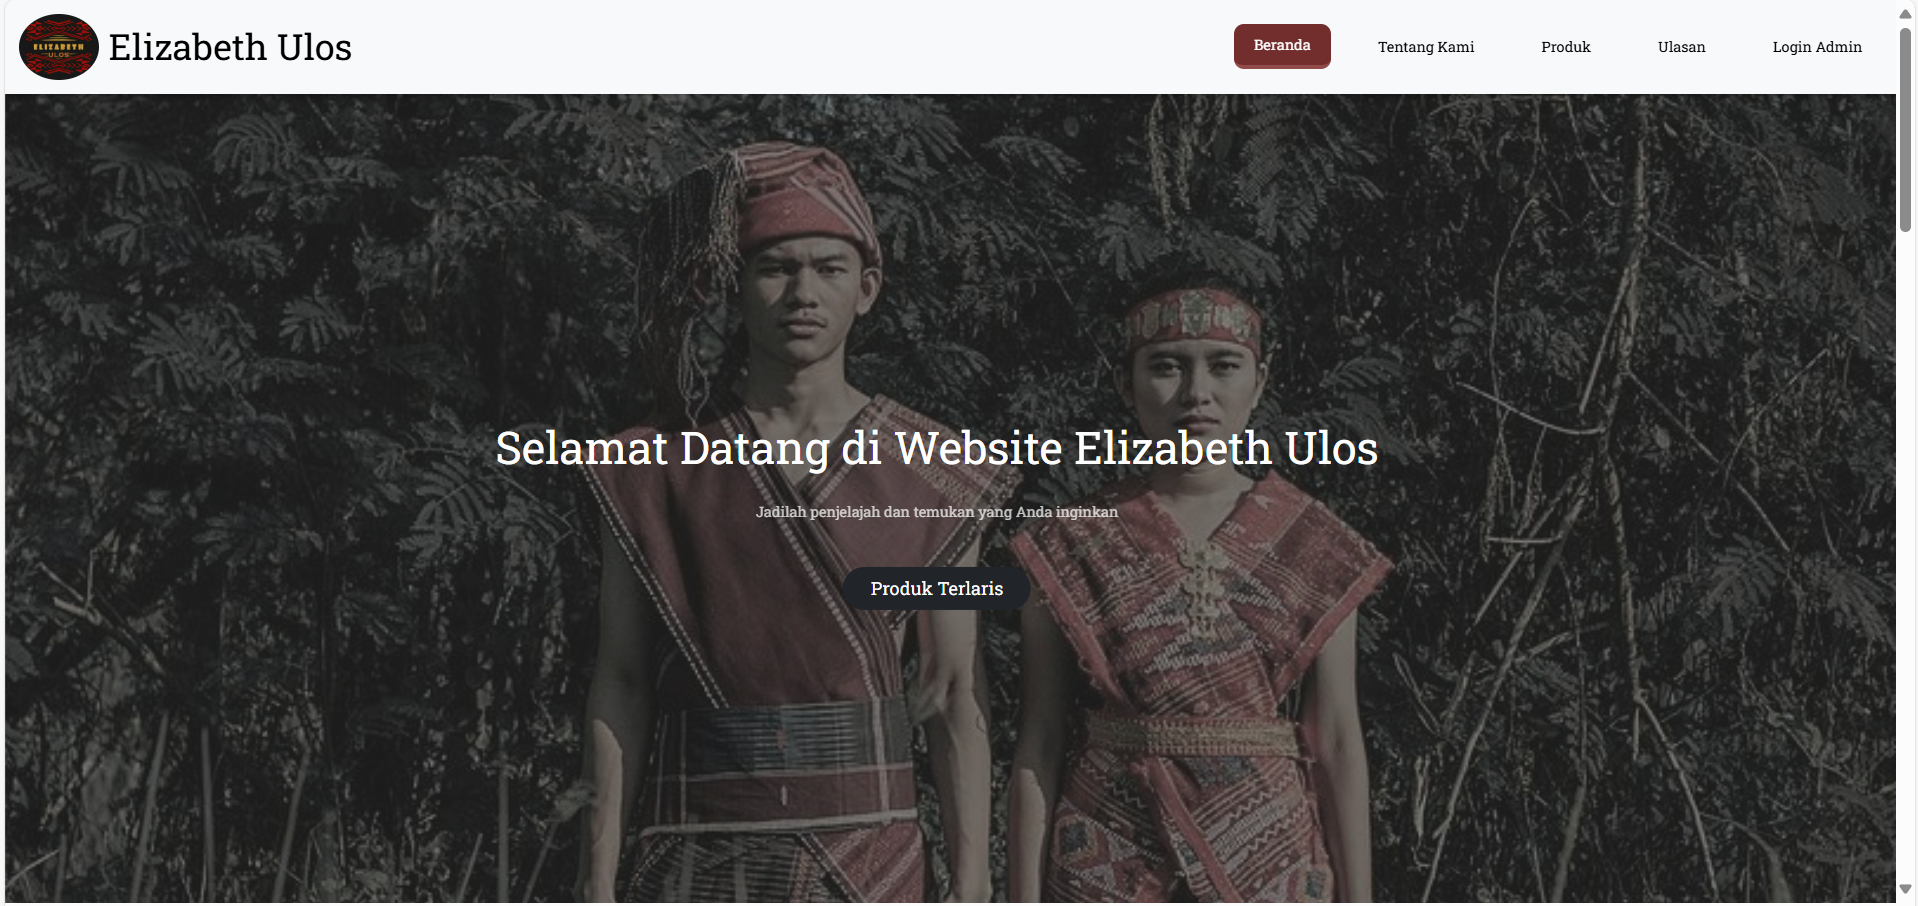 ELIZABETH
ULOS
Elizabeth Ulos
Beranda
Tentang Kami
Produk
Ulasan
Login Admin
Selamat Datang di Website Elizabeth Ulos
Jadilah penjelajah dan temukan yang Anda inginkan
Produk Terlaris